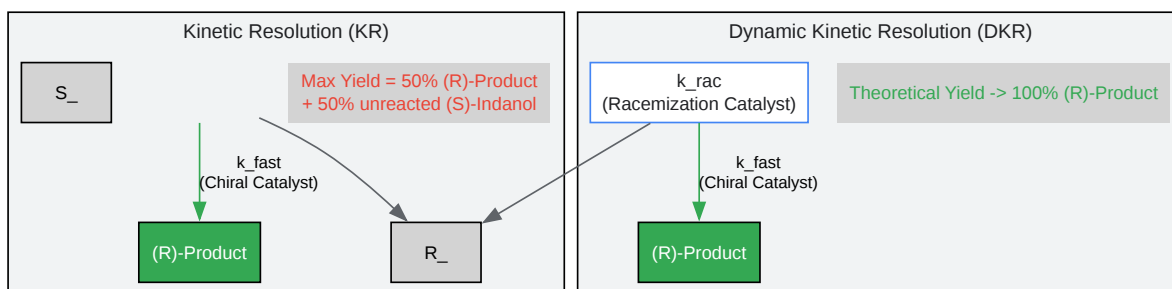 Kinetic Resolution (KR)
S_
Max Yield = 50% (R)-Product
+ 50% unreacted (S)-Indanol
k_fast
(Chiral Catalyst)
(R)-Product
R_
Dynamic Kinetic Resolution (DKR)
k_rac
(Racemization Catalyst)
Theoretical Yield -> 100% (R)-Product
k_fast
(Chiral Catalyst)
(R)-Product